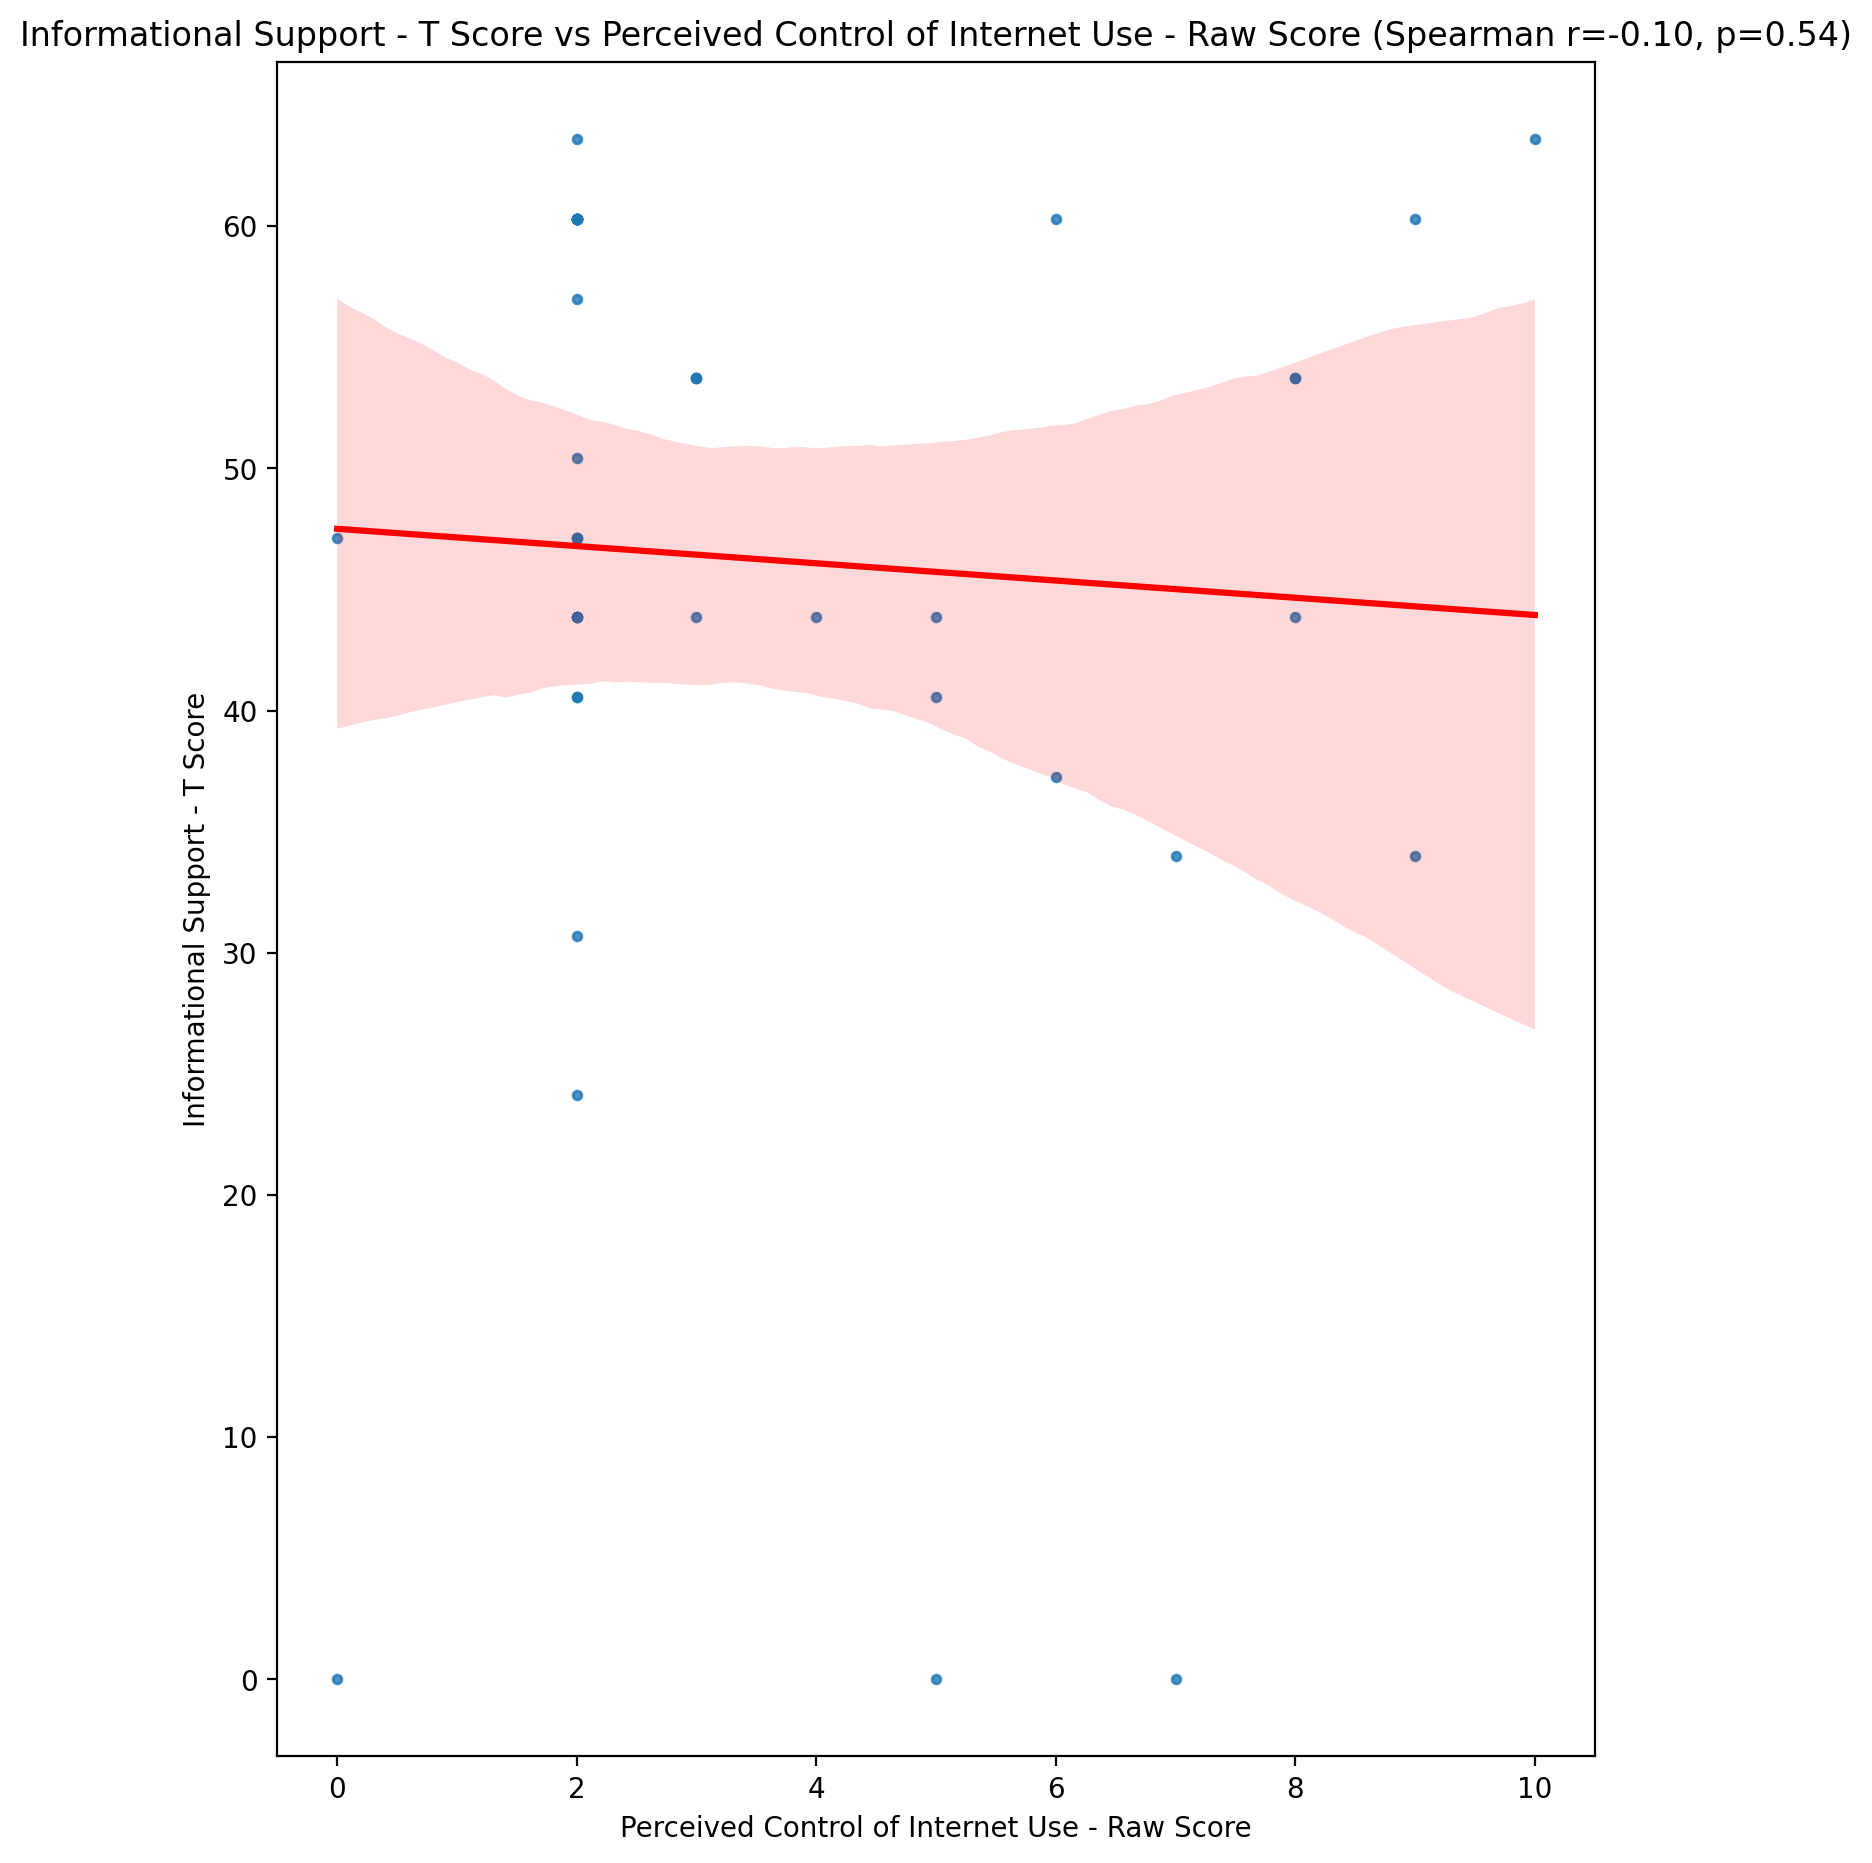 Informational Support - T Score vs Perceived Control of Internet Use - Raw Score (Spearman r=-0.10, p=0.54)
60
50
40
30
20
10
0
Informational Support - T Score
0 2 4 6 8 10
Perceived Control of Internet Use - Raw Score